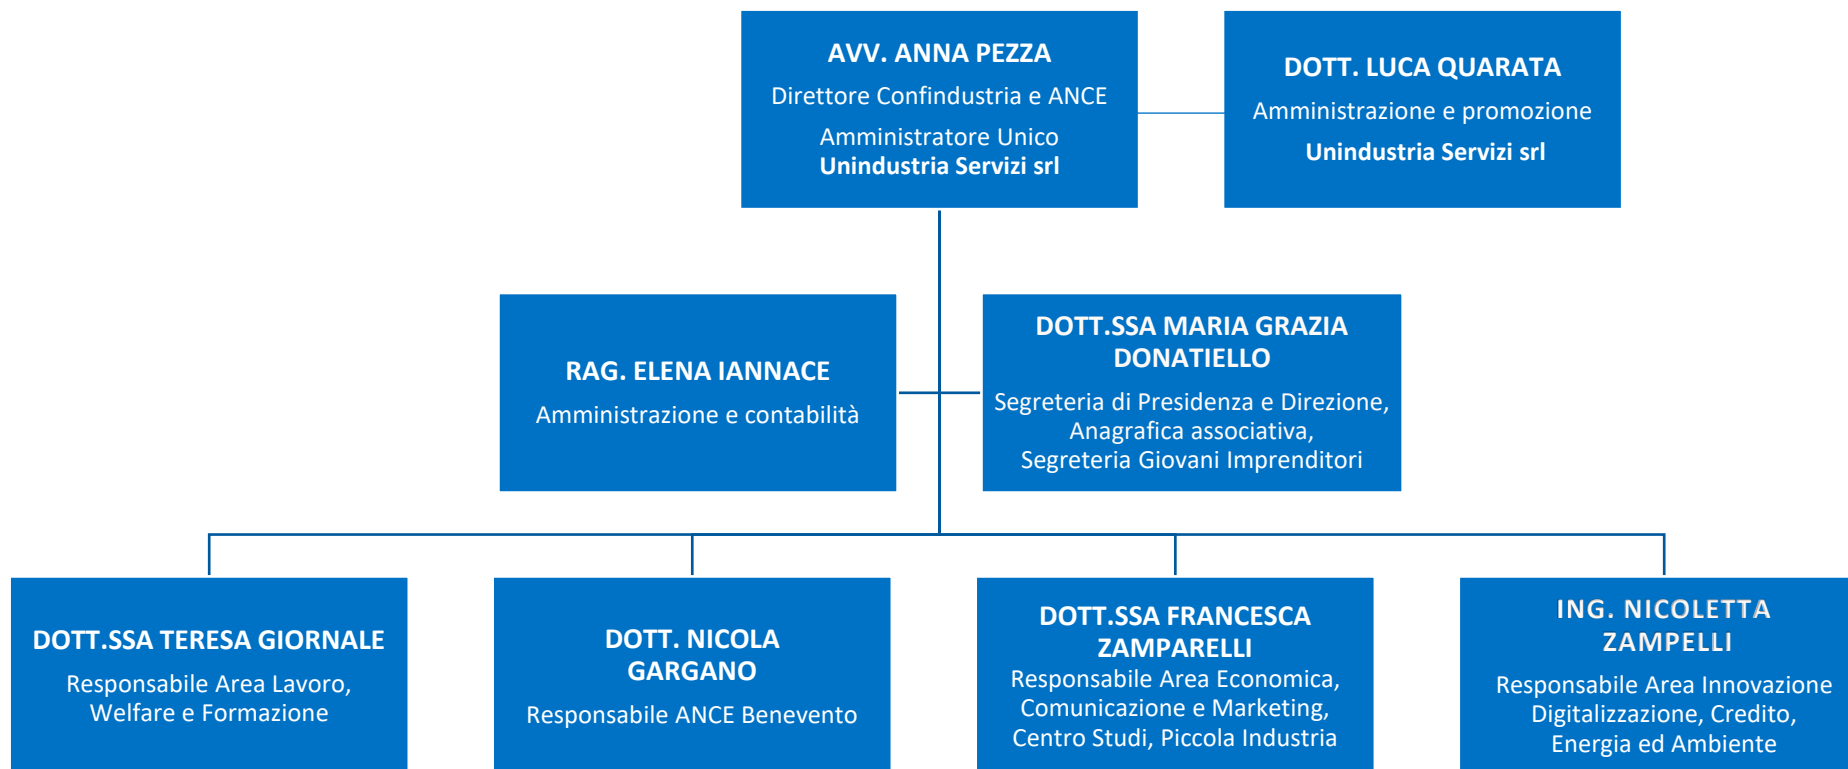 AVV. ANNA PEZZA
Direttore Confindustria e ANCE
Amministratore Unico
Unindustria Servizi srl
DOTT. LUCA QUARATA
Amministrazione e promozione
Unindustria Servizi srl
RAG. ELENA IANNACE
Amministrazione e contabilità
DOTT.SSA MARIA GRAZIA
DONATIELLO
Segreteria di Presidenza e Direzione,
Anagrafica associativa,
Segreteria Giovani Imprenditori
DOTT.SSA TERESA GIORNALE
Responsabile Area Lavoro,
Welfare e Formazione
DOTT. NICOLA
GARGANO
Responsabile ANCE Benevento
DOTT.SSA FRANCESCA
ZAMPARELLI
Responsabile Area Economica,
Comunicazione e Marketing,
Centro Studi, Piccola Industria
ING. NICOLETTA
ZAMPELLI
Responsabile Area Innovazione
Digitalizzazione, Credito,
Energia ed Ambiente